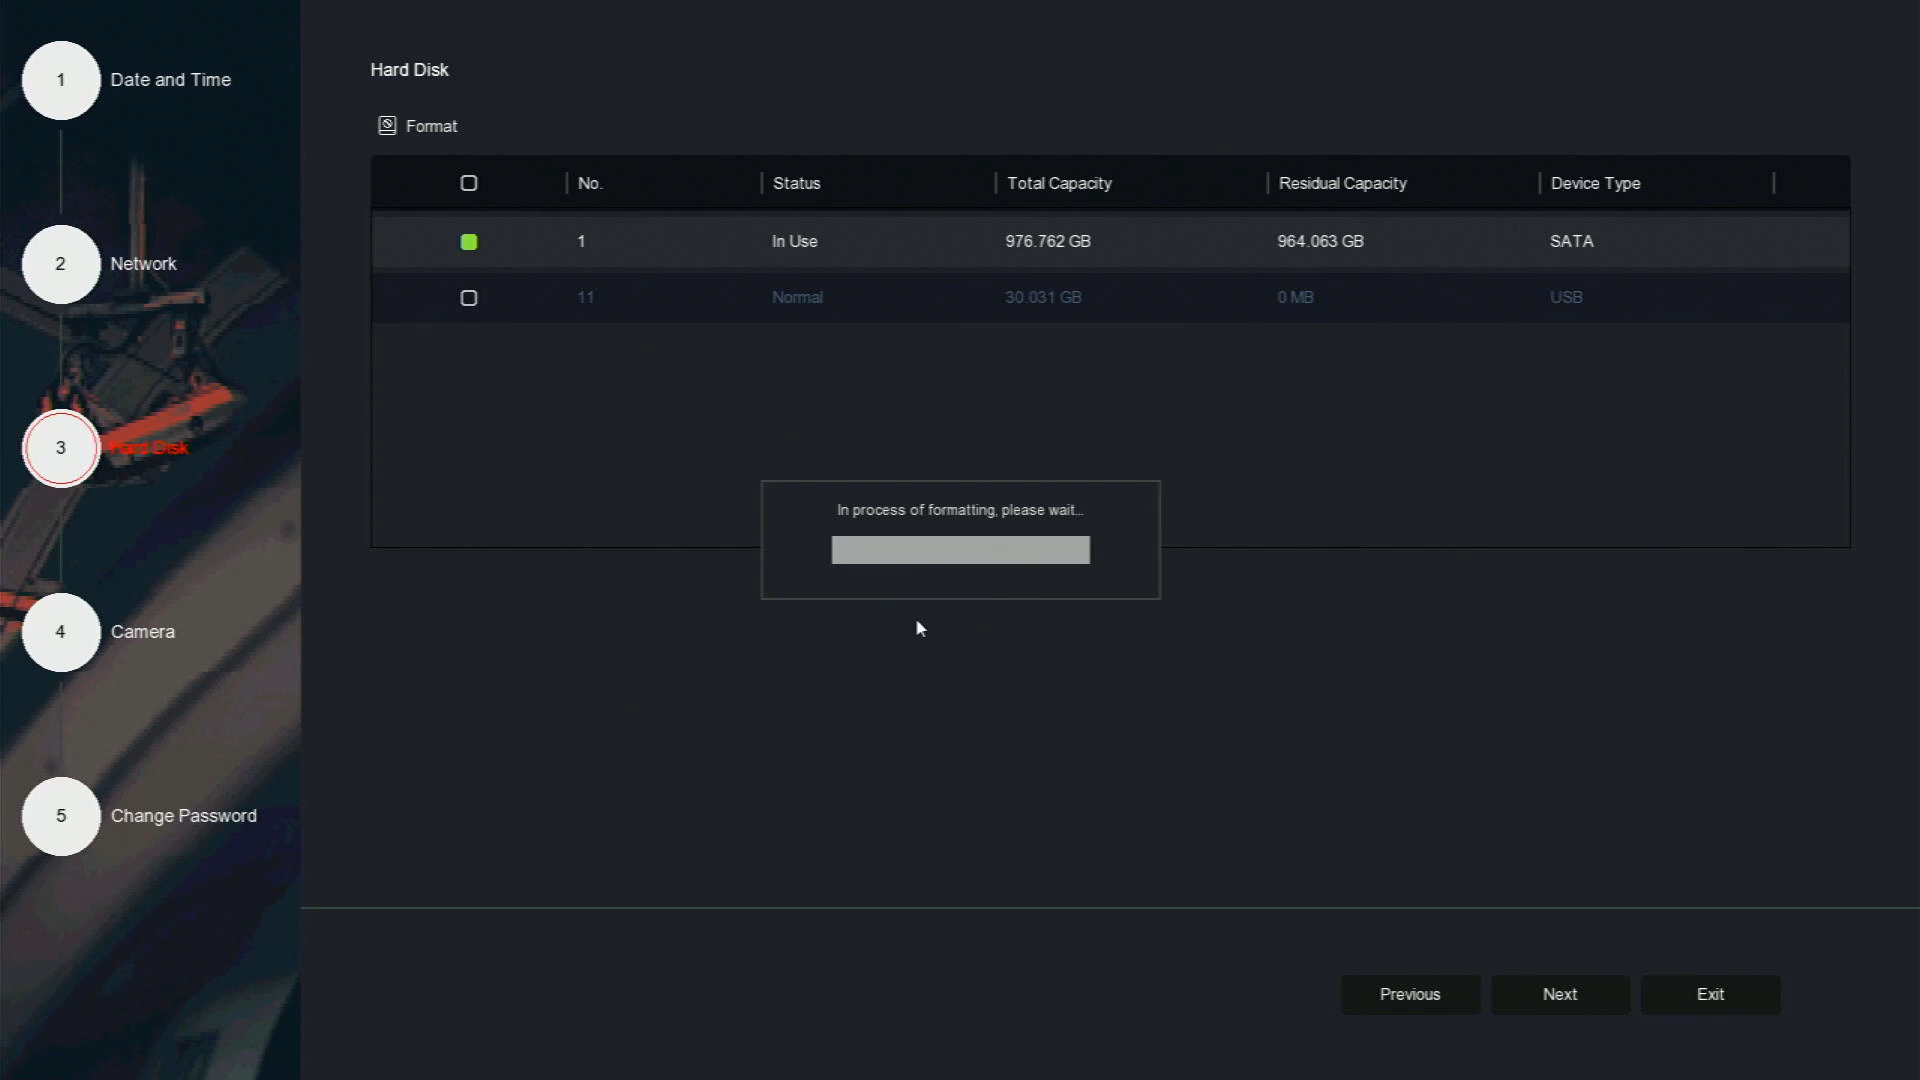 1 Date and Time
2 Network
3 Hard Disk
4 Camera
5 Change Password
Hard Disk
Format
No. Status Total Capacity Residual Capacity Device Type
1 In Use 976.762 GB 964.063 GB SATA
11 Normal 30.031 GB 0 MB USB
In process of formatting, please wait...
Previous Next Exit